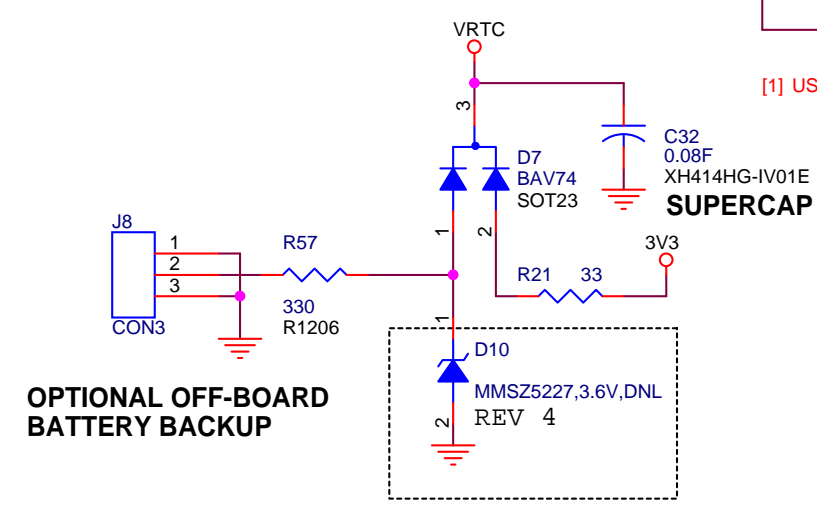 VRTC
[1] US
3
C32
0.08F
XH414HG-IV01E
SUPERCAP
D7
BAV74
SOT23
J8
1
2
3
CON3
R57
330
R1206
1
2
3V3
R21 33
1
D10
MMSZ5227,3.6V,DNL
REV 4
2
OPTIONAL OFF-BOARD
BATTERY BACKUP